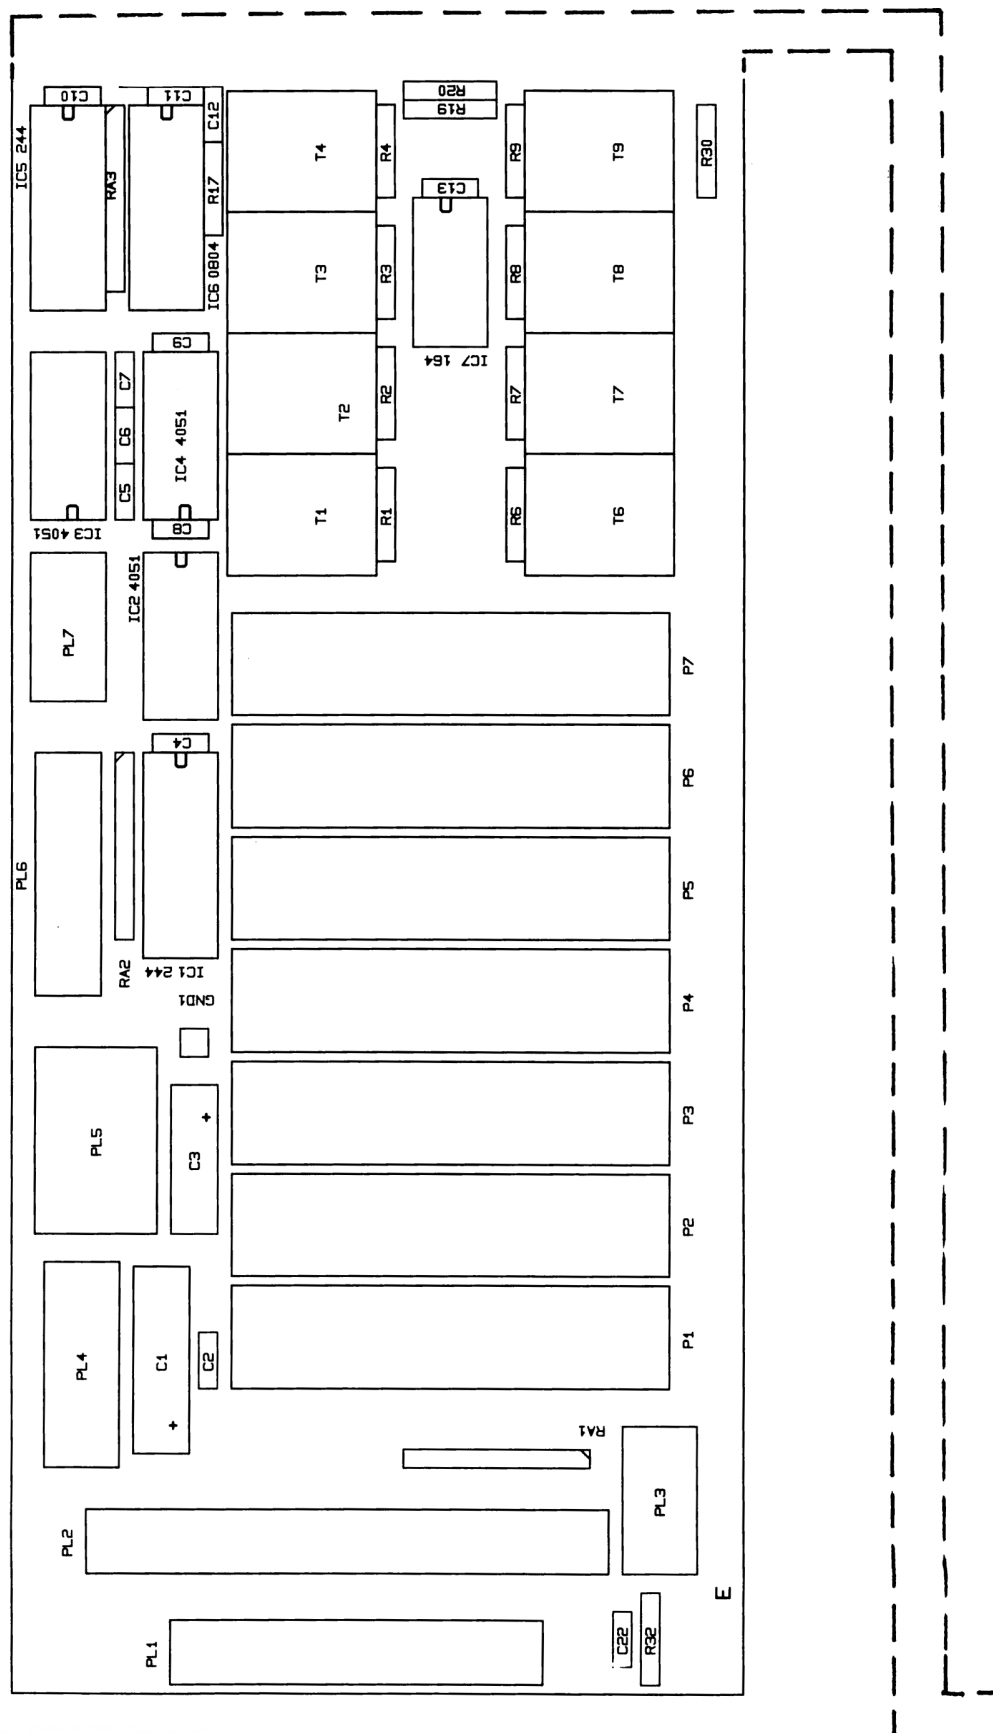 C10
C11
R20
R19
C12
IC5 244
RA3
R17
IC6 0804
T4
R4
R9
T9
R30
C13
T3
R3
R8
T8
IC7 164
C9
C7
C6
C5
IC4 4051
T2
R2
R7
T7
IC3 4051
C8
T1
R1
R6
T6
IC2 4051
PL7
P7
C4
P6
PL6
P5
RA2
IC1 244
GND1
P4
PL5
C3
+
P3
P2
PL4
C1
+
C2
P1
RA1
PL2
PL3
E
PL1
C22
R32